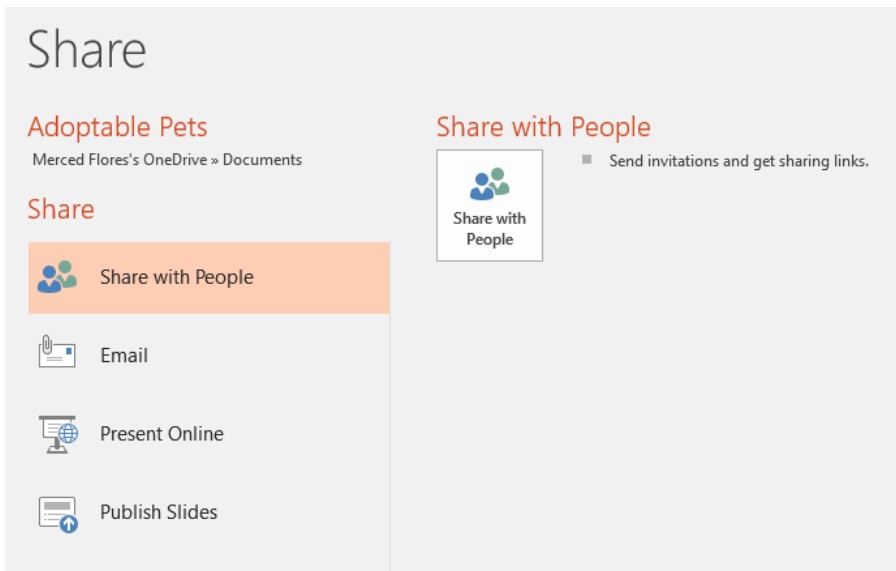 Share
Adoptable Pets
Merced Flores's OneDrive » Documents
Share
Share with People
Email
Present Online
Publish Slides
Share with People
Share with
People
Send invitations and get sharing links.